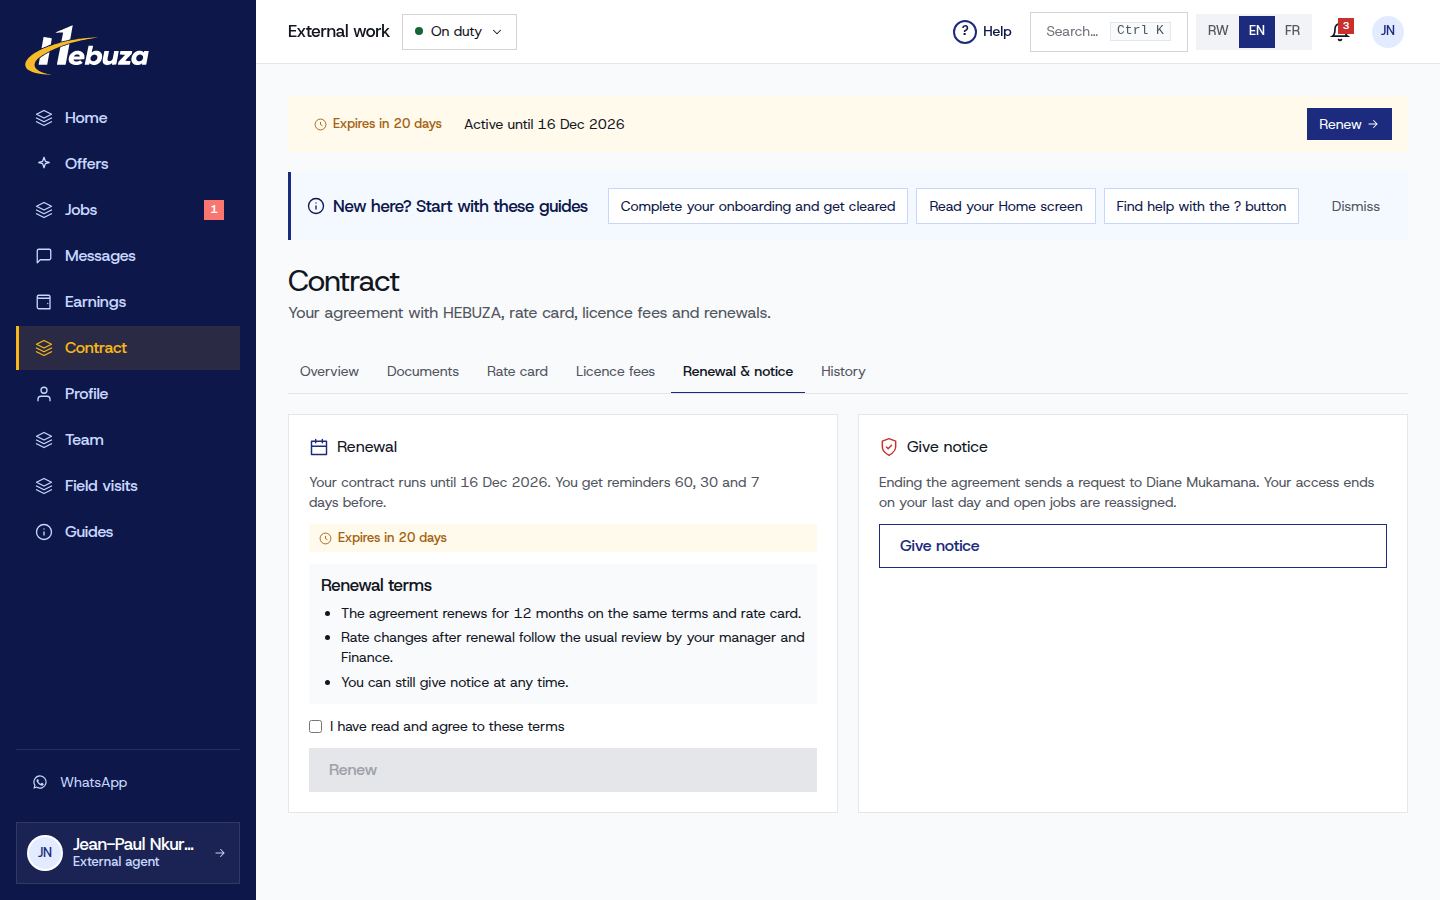 Hebuza
Home
Offers
Jobs 1
Messages
Earnings
Contract
Profile
Team
Field visits
Guides
WhatsApp
JN Jean-Paul Nkur...
External agent
External work On duty ? Help Search... Ctrl K RW EN FR 3 JN
Expires in 20 days Active until 16 Dec 2026 Renew →
New here? Start with these guides Complete your onboarding and get cleared Read your Home screen Find help with the ? button Dismiss
Contract
Your agreement with HEBUZA, rate card, licence fees and renewals.
Overview Documents Rate card Licence fees Renewal & notice History
Renewal
Your contract runs until 16 Dec 2026. You get reminders 60, 30 and 7
days before.
Expires in 20 days
Renewal terms
• The agreement renews for 12 months on the same terms and rate card.
• Rate changes after renewal follow the usual review by your manager and
Finance.
• You can still give notice at any time.
I have read and agree to these terms
Renew
Give notice
Ending the agreement sends a request to Diane Mukamana. Your access ends
on your last day and open jobs are reassigned.
Give notice